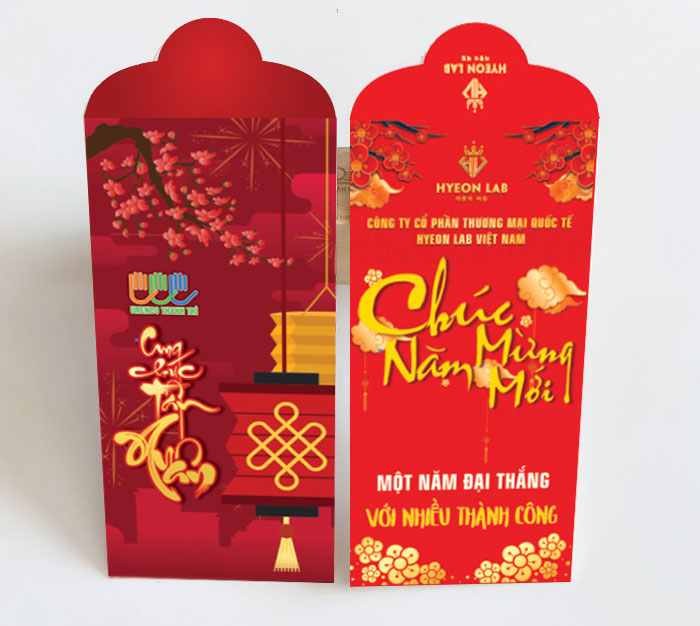 Cung
chúc
Tân
Xuân
HYEON LAB
HYEON LAB
CÔNG TY CỔ PHẦN THƯƠNG MẠI QUỐC TẾ
HYEON LAB VIỆT NAM
Chúc
Mừng
Năm
Mới
MỘT NĂM ĐẠI THẮNG
VỚI NHIỀU THÀNH CÔNG